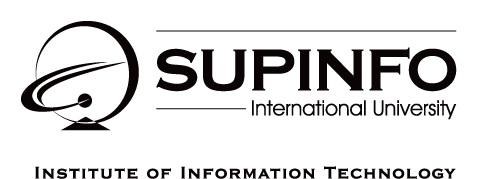 SUPINFO
International University
INSTITUTE OF INFORMATION TECHNOLOGY